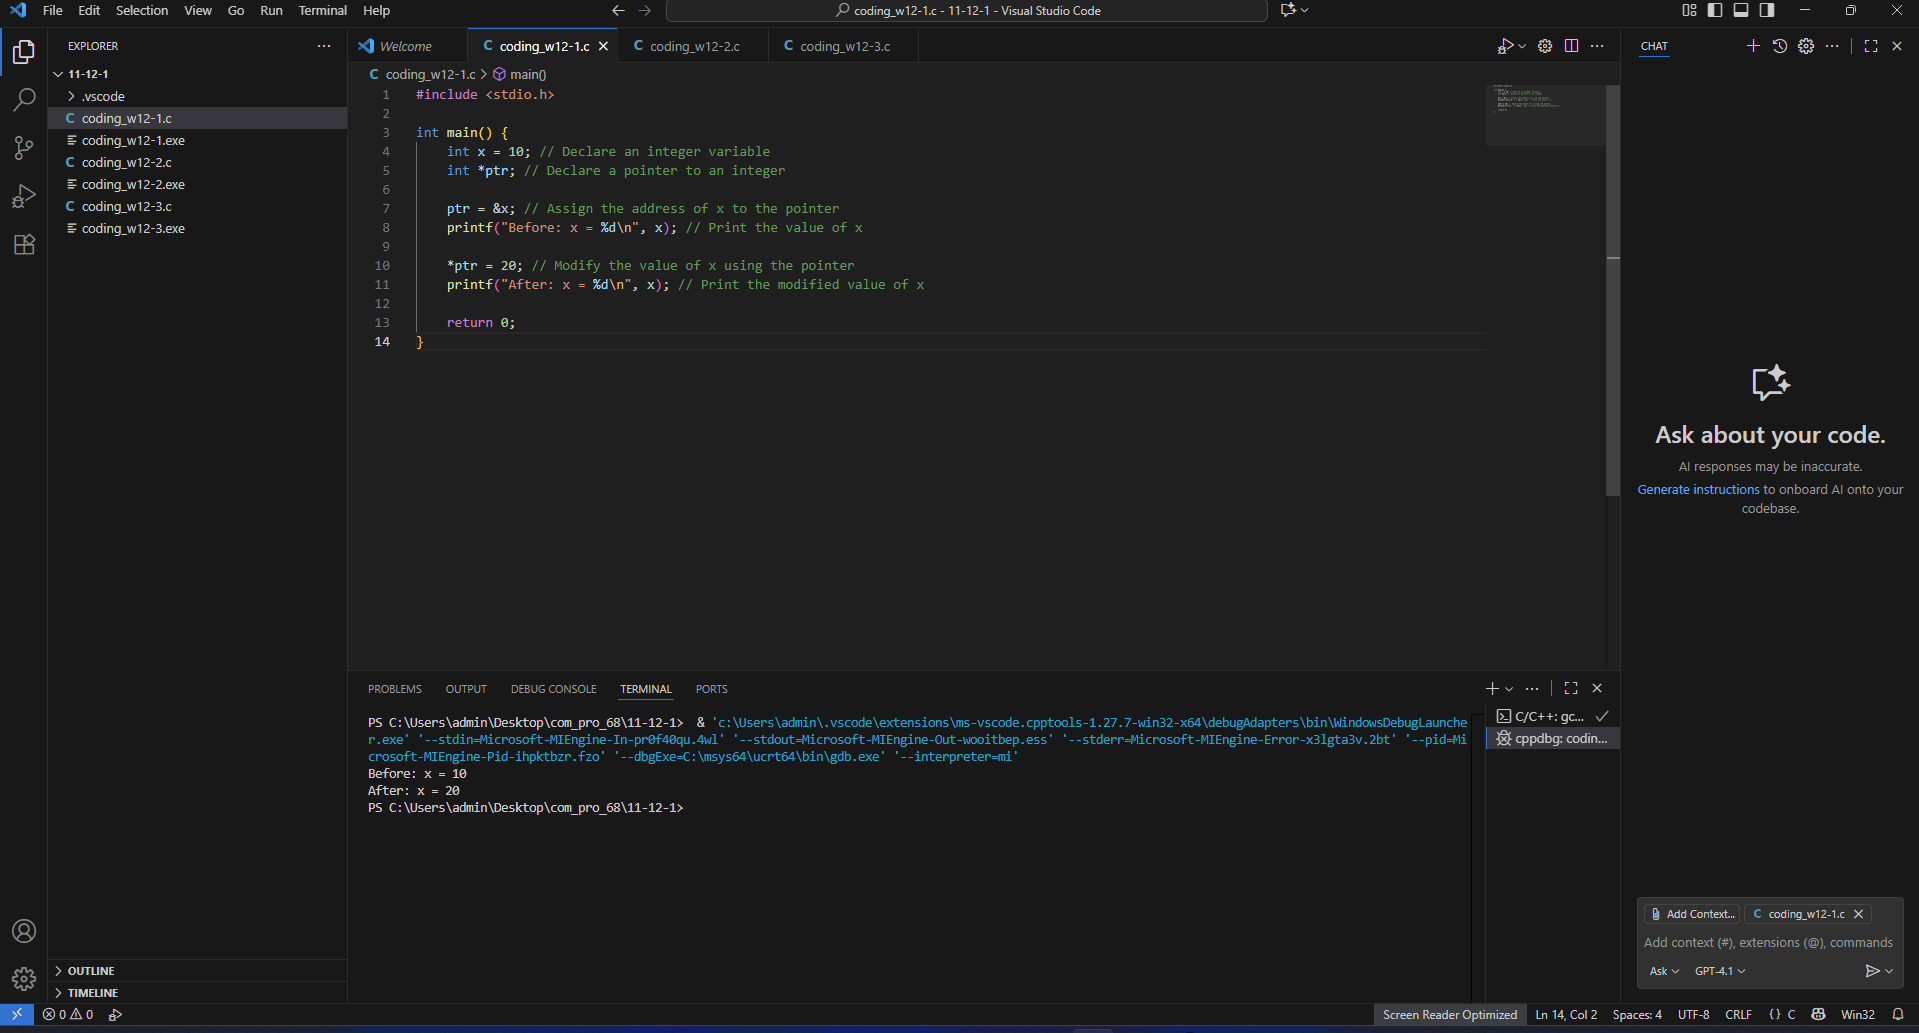 File Edit Selection View Go Run Terminal Help
coding_w12-1.c - 11-12-1 - Visual Studio Code
EXPLORER
11-12-1
.vscode
C coding_w12-1.c
coding_w12-1.exe
C coding_w12-2.c
coding_w12-2.exe
C coding_w12-3.c
coding_w12-3.exe
OUTLINE
TIMELINE
Welcome
C coding_w12-1.c
C coding_w12-2.c
C coding_w12-3.c
C coding_w12-1.c > main()
1 #include <stdio.h>
2
3 int main() {
4 int x = 10; // Declare an integer variable
5 int *ptr; // Declare a pointer to an integer
6
7 ptr = &x; // Assign the address of x to the pointer
8 printf("Before: x = %d\n", x); // Print the value of x
9
10 *ptr = 20; // Modify the value of x using the pointer
11 printf("After: x = %d\n", x); // Print the modified value of x
12
13 return 0;
14 }
PROBLEMS OUTPUT DEBUG CONSOLE TERMINAL PORTS
PS C:\Users\admin\Desktop\com_pro_68\11-12-1> & 'c:\Users\admin\.vscode\extensions\ms-vscode.cpptools-1.27.7-win32-x64\debugAdapters\bin\WindowsDebugLaunche
r.exe' '--stdin=Microsoft-MIEngine-In-pr0f40qu.4wl' '--stdout=Microsoft-MIEngine-Out-wooitbep.ess' '--stderr=Microsoft-MIEngine-Error-x3lgta3v.2bt' '--pid=Mi
crosoft-MIEngine-Pid-ihpktbzr.fzo' '--dbgExe=C:\msys64\ucrt64\bin\gdb.exe' '--interpreter=mi'
Before: x = 10
After: x = 20
PS C:\Users\admin\Desktop\com_pro_68\11-12-1>
C/C++: gc...
cppdbg: codin...
CHAT
Ask about your code.
AI responses may be inaccurate.
Generate instructions to onboard AI onto your
codebase.
Add Context... C coding_w12-1.c
Add context (#), extensions (@), commands
Ask GPT-4.1
0 0
Screen Reader Optimized Ln 14, Col 2 Spaces: 4 UTF-8 CRLF {} C Win32